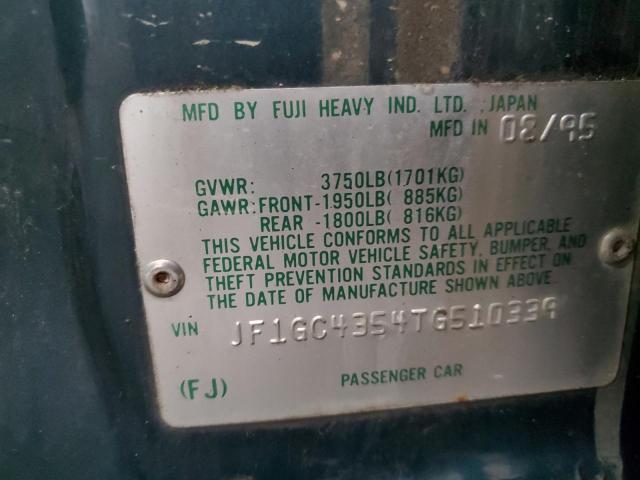 MFD BY FUJI HEAVY IND. LTD. JAPAN
MFD IN 08/95
GVWR: 3750LB(1701KG)
GAWR: FRONT-1950LB( 885KG)
REAR -1800LB( 816KG)
THIS VEHICLE CONFORMS TO ALL APPLICABLE
FEDERAL MOTOR VEHICLE SAFETY, BUMPER, AND
THEFT PREVENTION STANDARDS IN EFFECT ON
THE DATE OF MANUFACTURE SHOWN ABOVE.
VIN JF1GC4354TG510339
(FJ) PASSENGER CAR